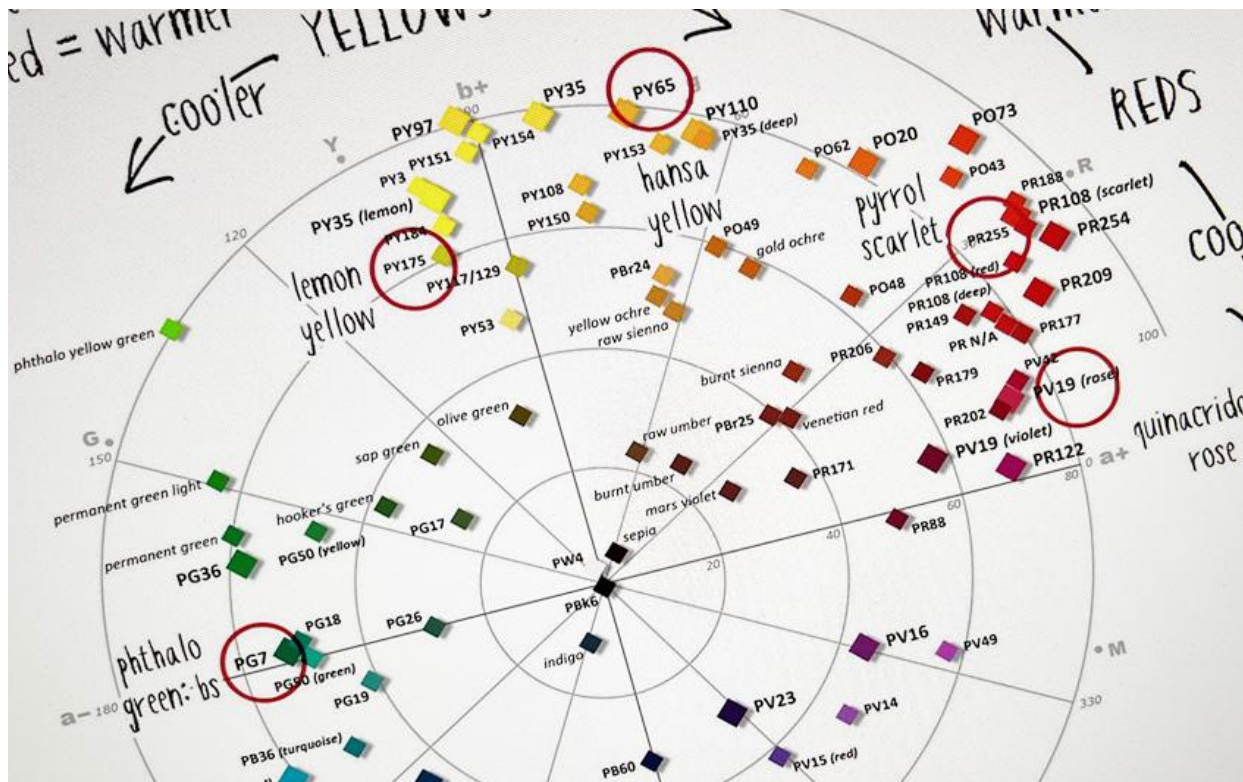 ed = warmer
YELLOWS
cooler
REDS
b+
Y
PY97
PY154
PY35
PY65
PY110
PY35 (deep)
PY151
PY153
PO62
PO20
PO73
PO43
R
PY3
PY35 (lemon)
PY184
PY175
PY108
PY150
hansa
yellow
pyrrol
scarlet
PR188
PR108 (scarlet)
PR255
PR254
PR108 (red)
PR209
120
lemon
yellow
PY117/129
PO49
gold ochre
PBr24
PO48
PR108 (deep)
PR149
PR N/A
PR177
yellow ochre
raw sienna
PY53
phthalo yellow green
100
PR206
PR179
PV42
PV19 (rose)
PR202
burnt sienna
olive green
raw umber
PBr25
venetian red
PV19 (violet)
PR122
0
a+
80
rose
G
150
sap green
burnt umber
PR171
mars violet
60
permanent green light
hooker's green
PG17
PR88
40
permanent green
PG50 (yellow)
PG36
sepia
20
PW4
PBk6
phthalo
green:bs
PG7
PG18
PG26
PG50 (green)
PG19
indigo
PV16
PV49
M
a-
180
PV23
PV14
330
PB36 (turquoise)
PB60
PV15 (red)